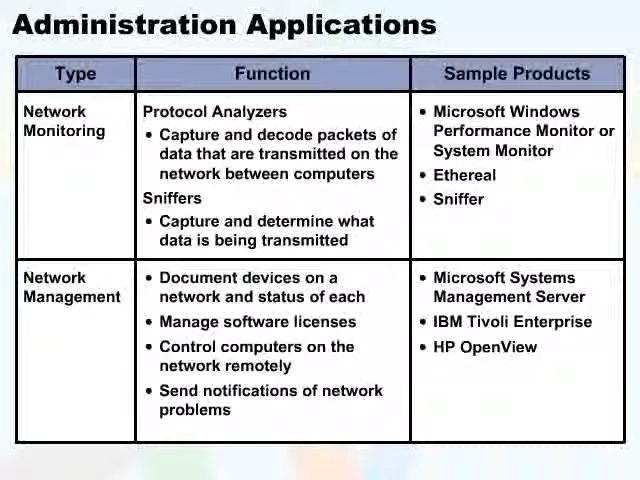 Administration Applications
Type
Function
Sample Products
Network
Monitoring
Protocol Analyzers
• Capture and decode packets of
data that are transmitted on the
network between computers
Sniffers
• Capture and determine what
data is being transmitted
• Microsoft Windows
Performance Monitor or
System Monitor
• Ethereal
• Sniffer
Network
Management
• Document devices on a
network and status of each
• Manage software licenses
• Control computers on the
network remotely
• Send notifications of network
problems
• Microsoft Systems
Management Server
• IBM Tivoli Enterprise
• HP OpenView